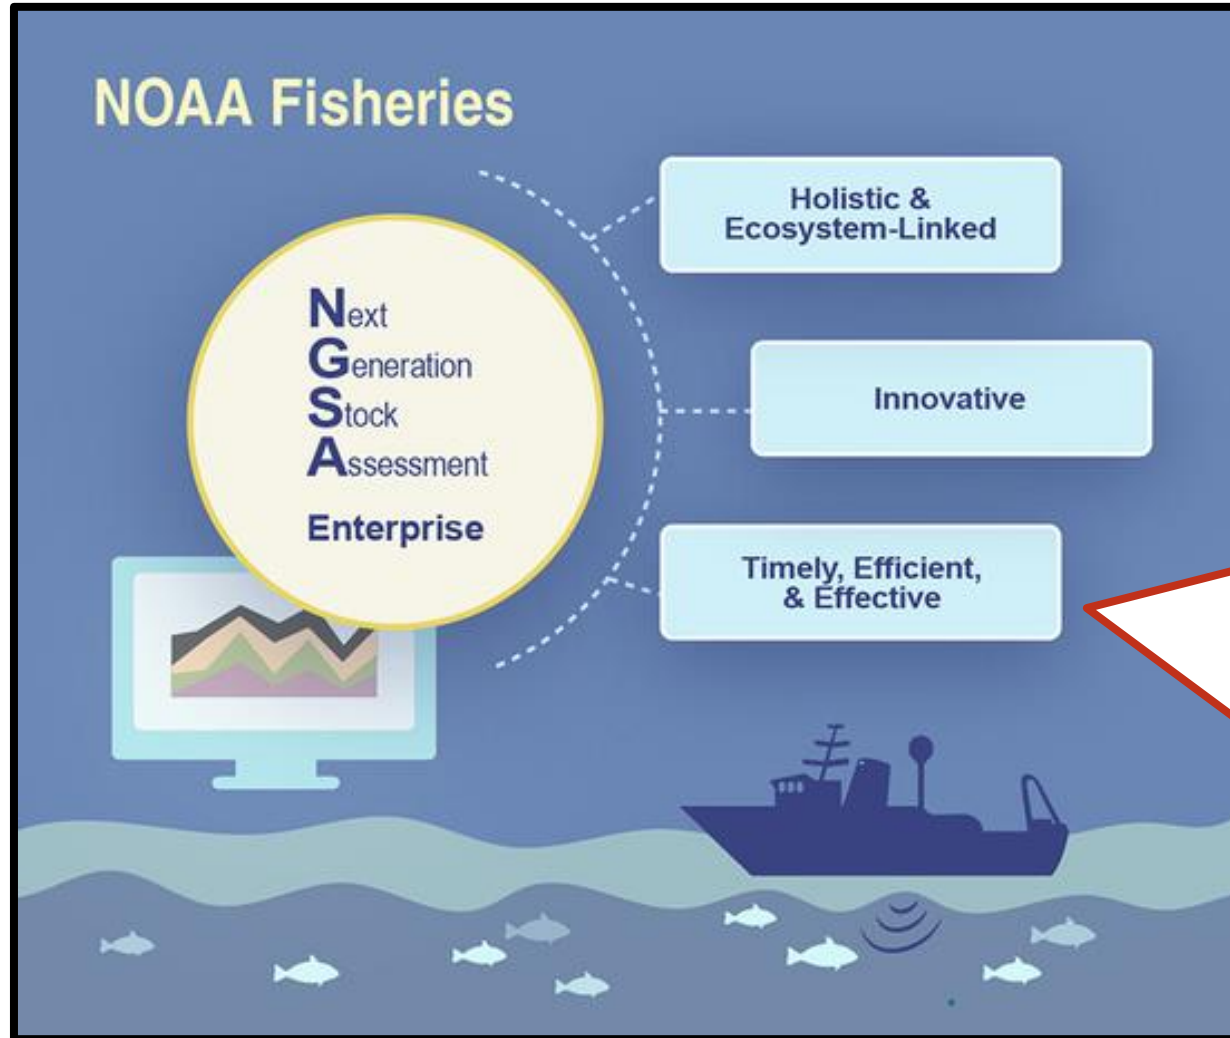 NOAA Fisheries
Next
Generation
Stock
Assessment
Enterprise
Holistic &
Ecosystem-Linked
Innovative
Timely, Efficient,
& Effective